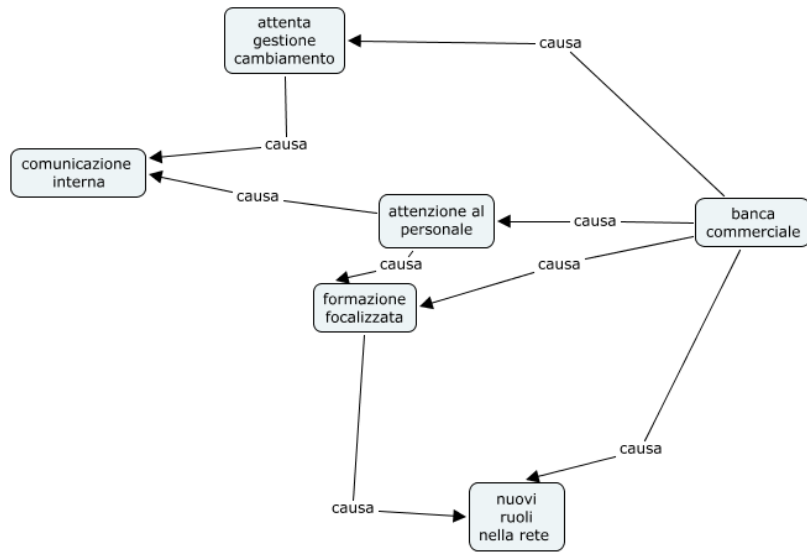 attenta
gestione
cambiamento
causa
causa
comunicazione
interna
causa
attenzione al
personale
causa
banca
commerciale
causa
causa
formazione
focalizzata
causa
causa
nuovi
ruoli
nella rete